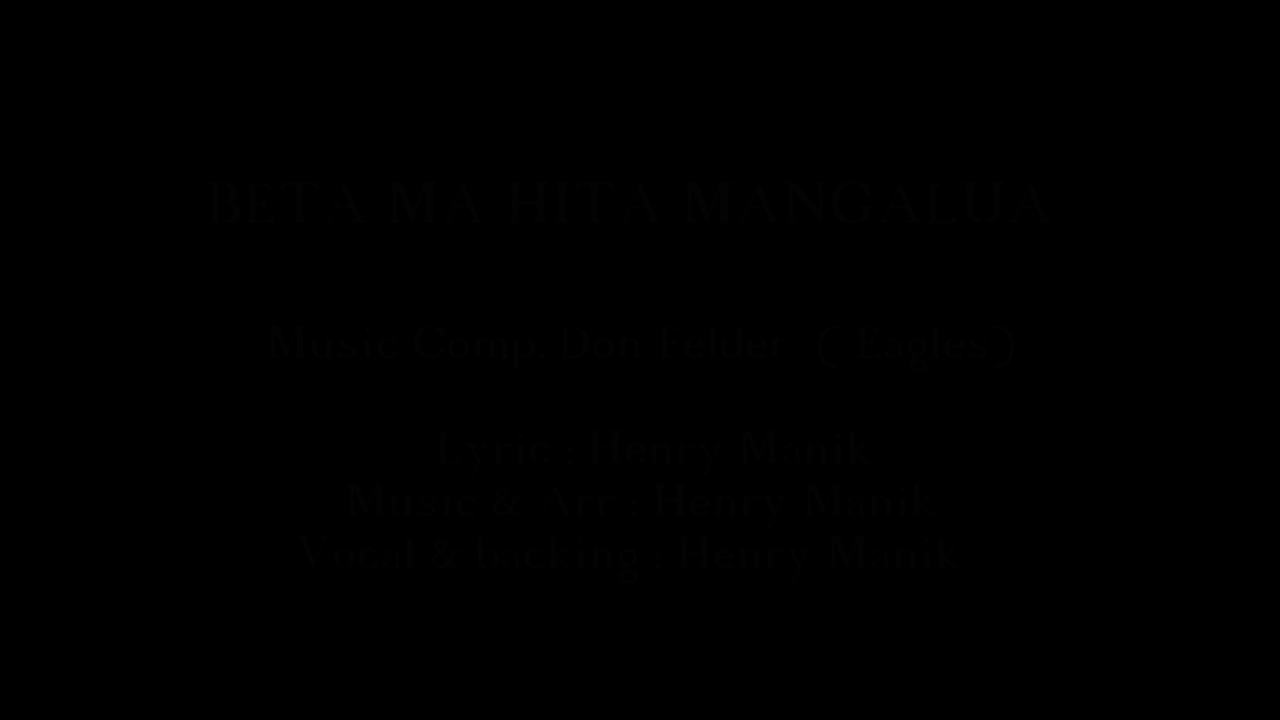 BETA MA HITA MANGALUA
Music Comp. Don Felder ( Eagles)
Lyric : Henry Manik
Music & Arr : Henry Manik
Vocal & backing : Henry Manik